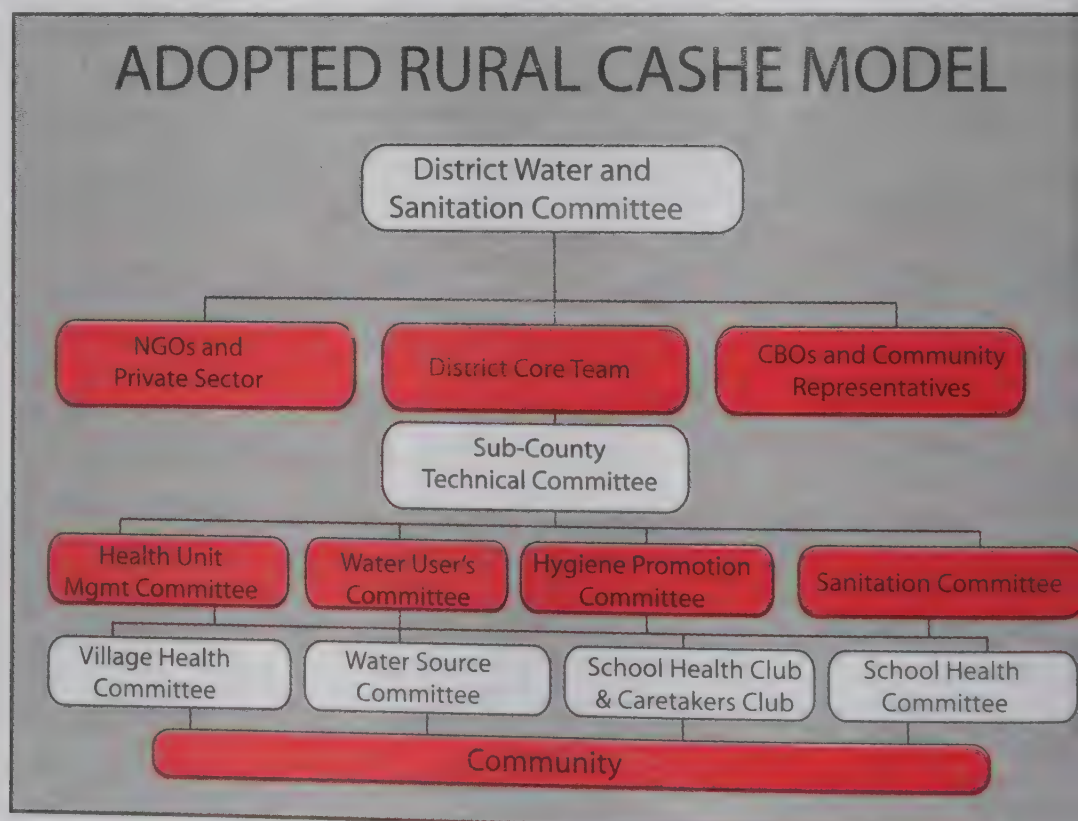 ADOPTED RURAL CASHE MODEL
District Water and
Sanitation Committee
NGOs and
Private Sector
District Core Team
CBOs and Community
Representatives
Sub-County
Technical Committee
Health Unit
Mgmt Committee
Water User's
Committee
Hygiene Promotion
Committee
Sanitation Committee
Village Health
Committee
Water Source
Committee
School Health Club
& Caretakers Club
School Health
Committee
Community